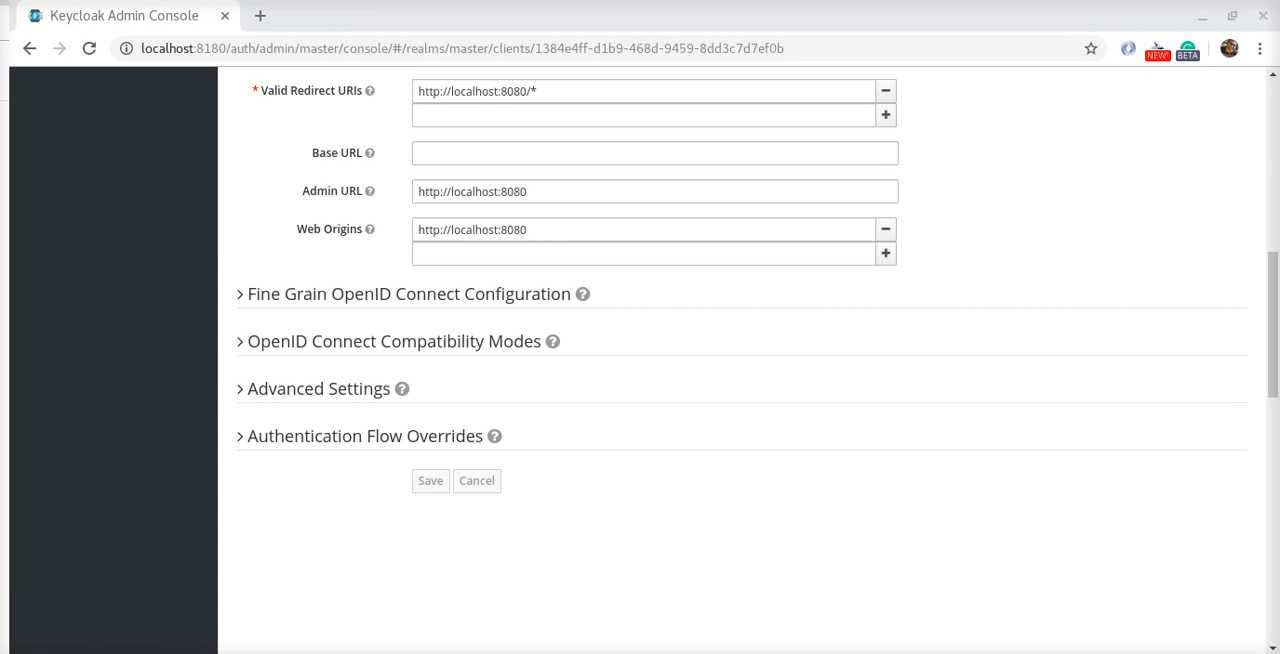 Keycloak Admin Console
localhost:8180/auth/admin/master/console/#/realms/master/clients/1384e4ff-d1b9-468d-9459-8dd3c7d7ef0b
NEW!
BETA
* Valid Redirect URIs
http://localhost:8080/*
Base URL
Admin URL
http://localhost:8080
Web Origins
http://localhost:8080
Fine Grain OpenID Connect Configuration
OpenID Connect Compatibility Modes
Advanced Settings
Authentication Flow Overrides
Save Cancel